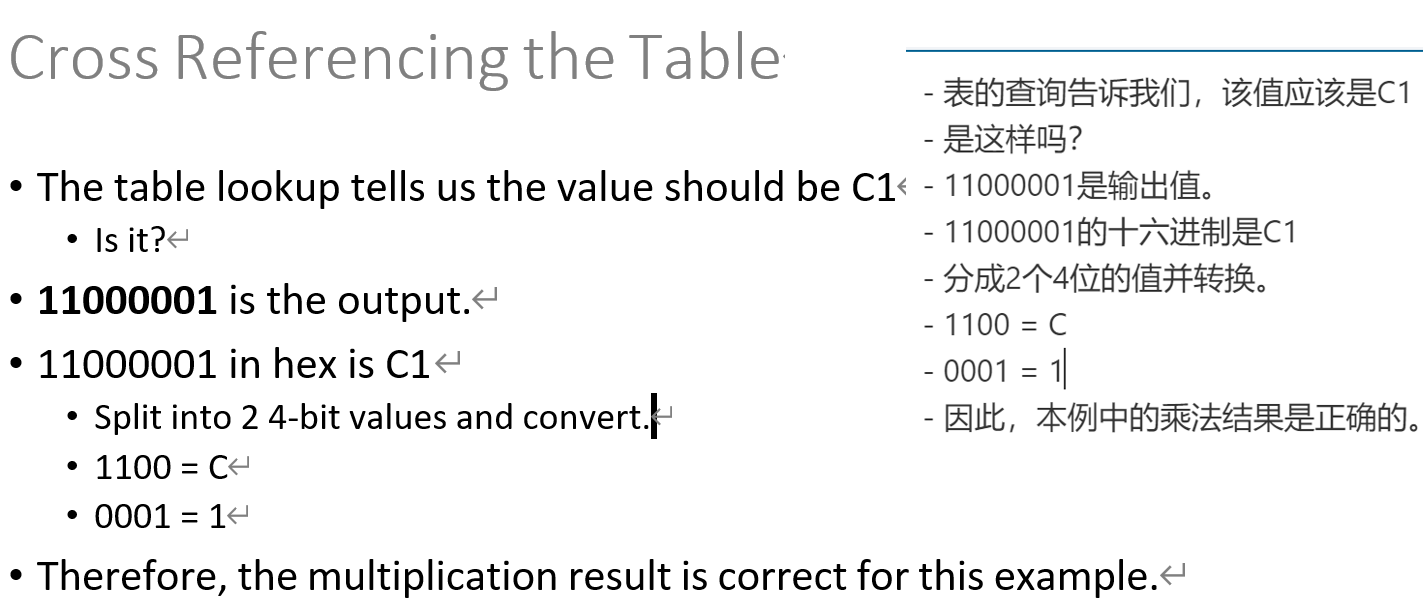 Cross Referencing the Table
• The table lookup tells us the value should be C1
• Is it?
• 11000001 is the output.
• 11000001 in hex is C1
• Split into 2 4-bit values and convert.
• 1100 = C
• 0001 = 1
• Therefore, the multiplication result is correct for this example.
- 表的查询告诉我们，该值应该是C1
- 是这样吗？
- 11000001是输出值。
- 11000001的十六进制是C1
- 分成2个4位的值并转换。
- 1100 = C
- 0001 = 1
- 因此，本例中的乘法结果是正确的。